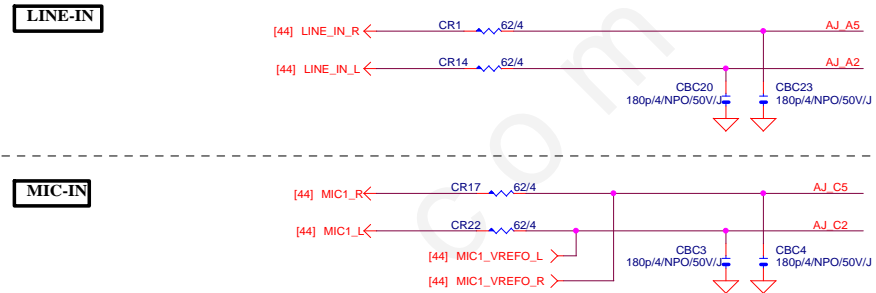 LINE-IN
[44] LINE_IN_R CR1 62/4 AJ_A5
[44] LINE_IN_L CR14 62/4 AJ_A2
CBC20 CBC23
180p/4/NPO/50V/J 180p/4/NPO/50V/J
MIC-IN
[44] MIC1_R CR17 62/4 AJ_C5
[44] MIC1_L CR22 62/4 AJ_C2
[44] MIC1_VREFO_L CBC3 CBC4
180p/4/NPO/50V/J 180p/4/NPO/50V/J
[44] MIC1_VREFO_R
com